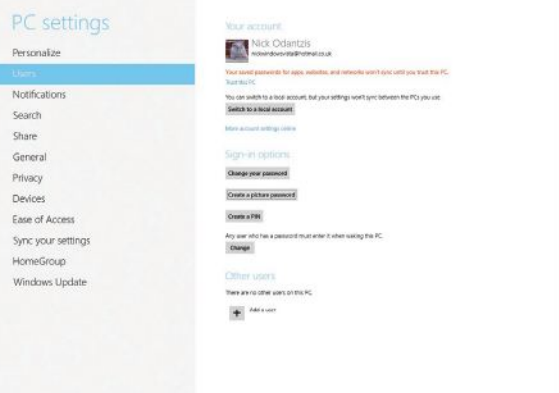 PC settings
Personalize
Users
Notifications
Search
Share
General
Privacy
Devices
Ease of Access
Sync your settings
HomeGroup
Windows Update
Your account
Nick Odantzis
Your saved passwords for apps, websites, and networks won't sync until you trust this PC.
Trust this PC
You can switch to a local account, but your settings won't sync between the PCs you use.
Switch to a local account
More account settings online
Sign-in options
Change your password
Create a picture password
Create a PIN
Any user who has a password must enter it when waking this PC.
Change
Other users
There are no other users on this PC.
+ Add a user